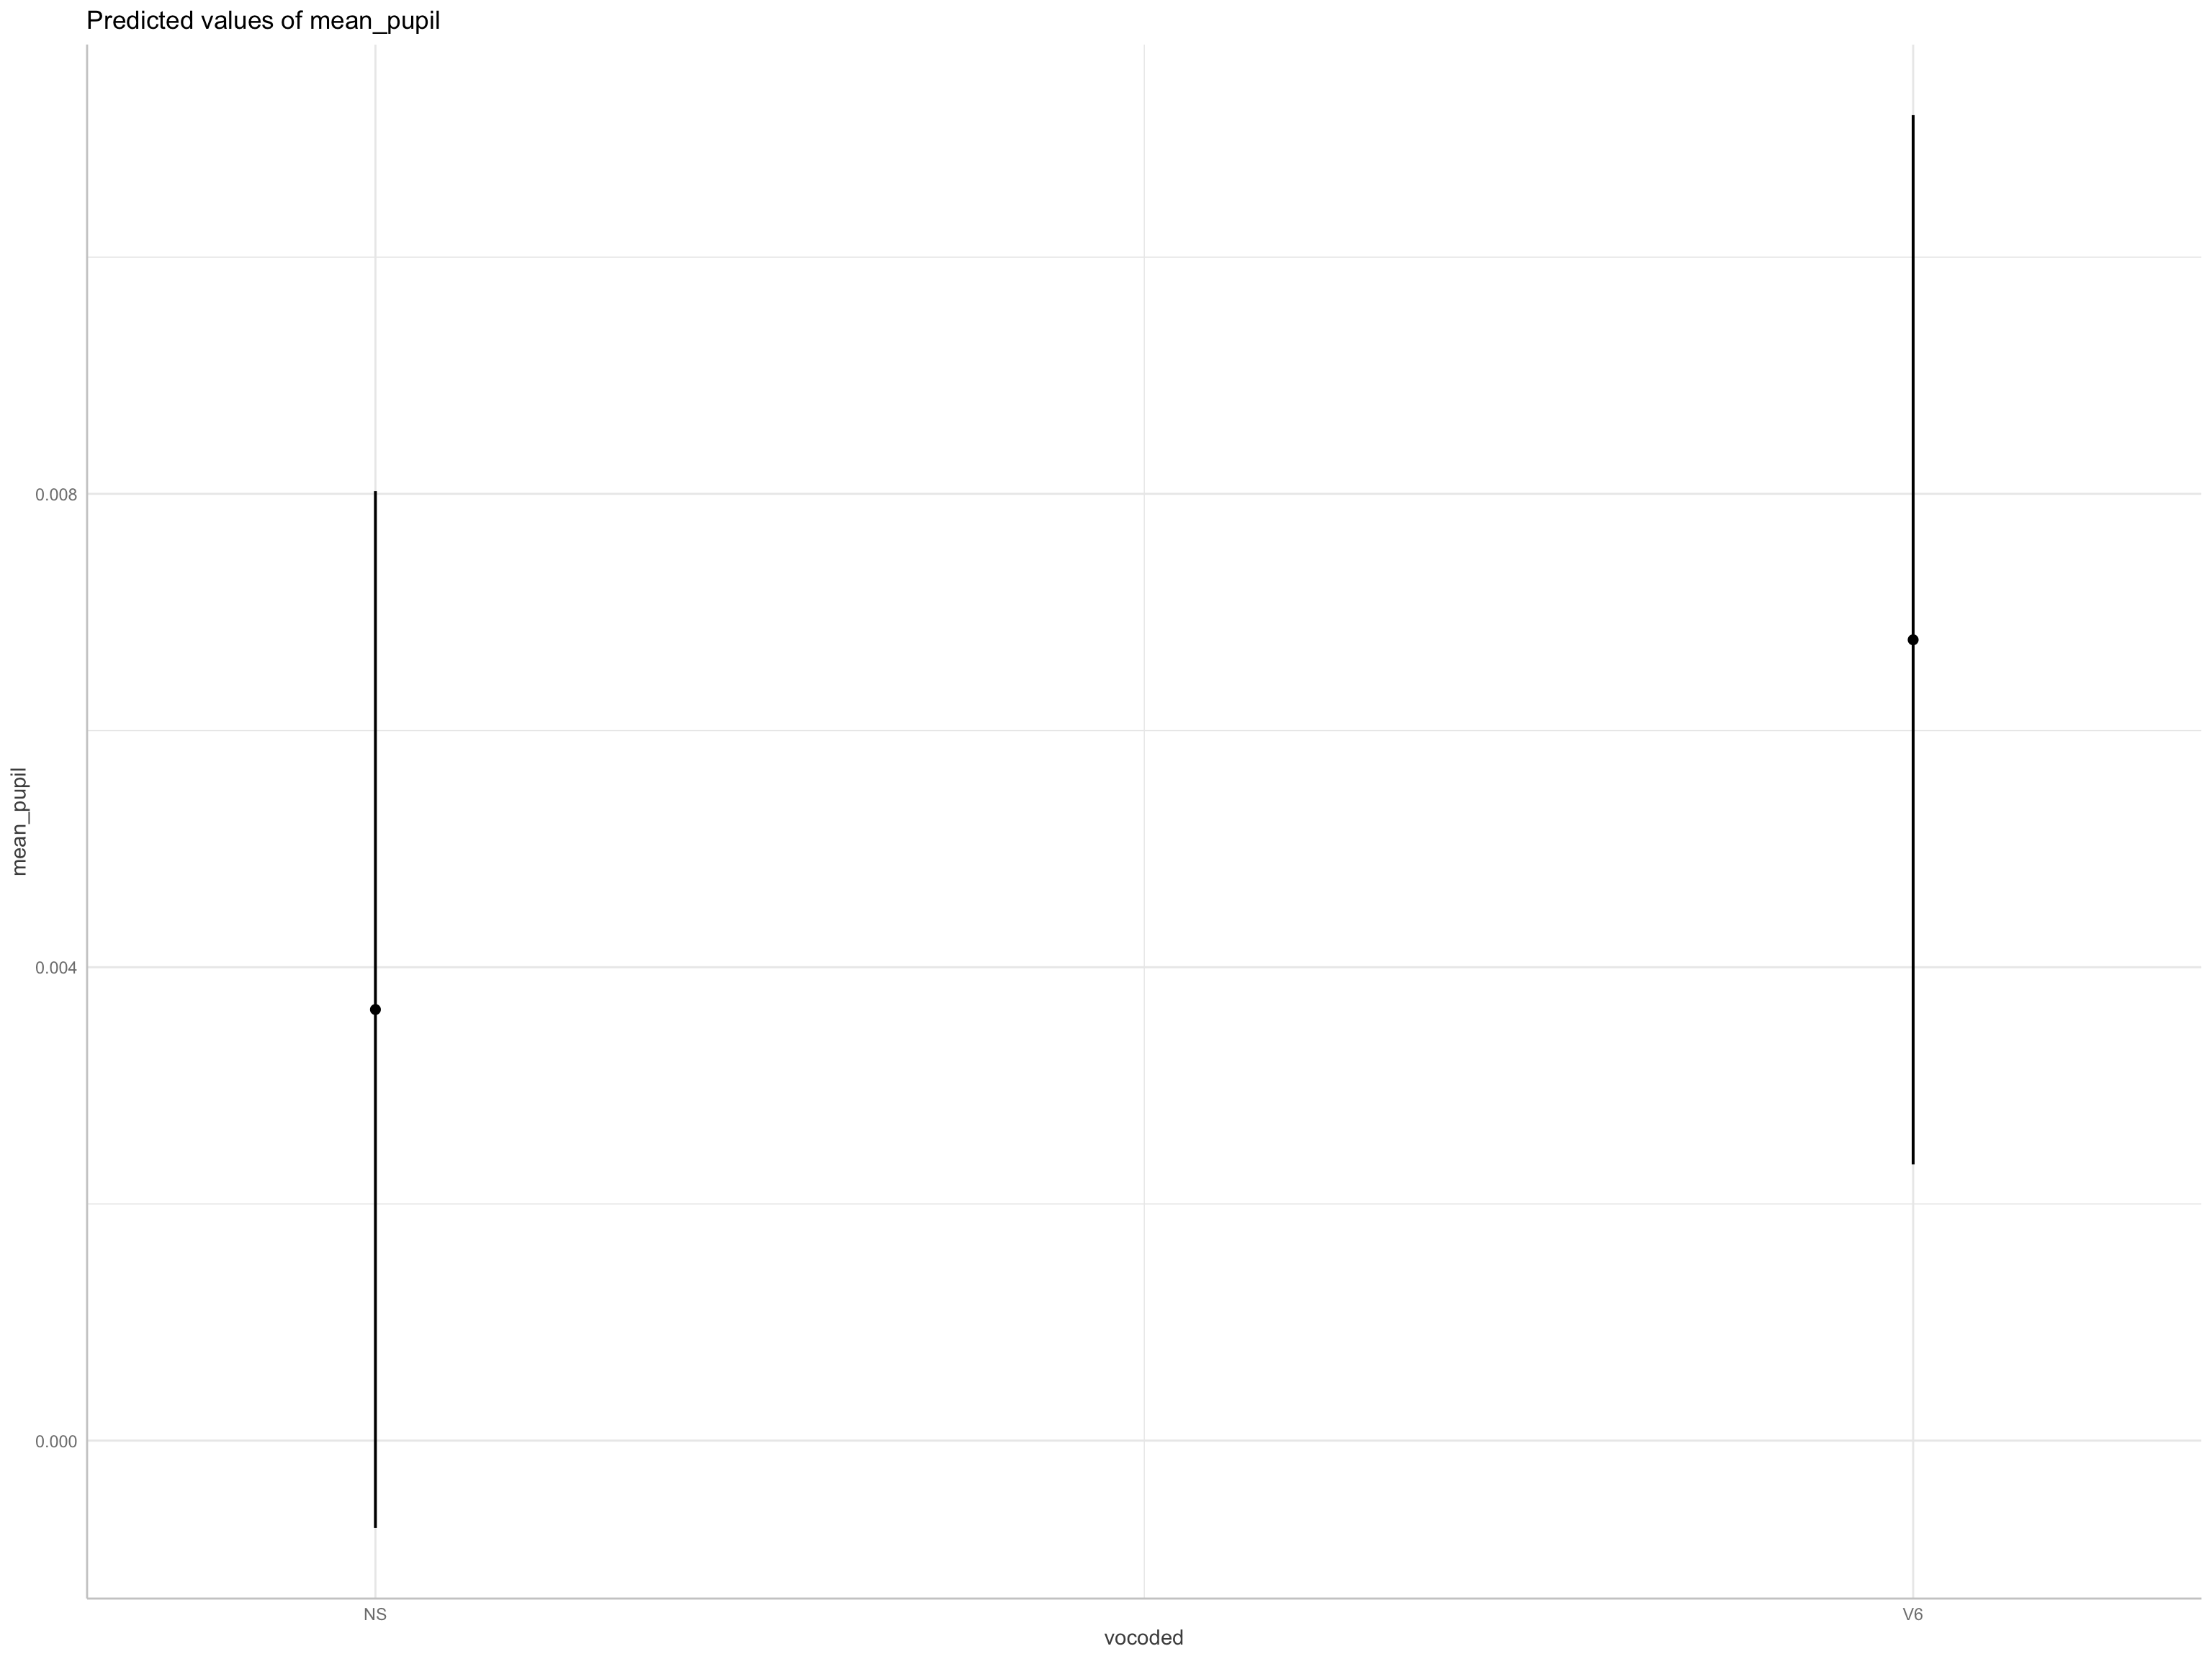 Predicted values of mean_pupil
0.008
0.004
0.000
mean_pupil
NS
V6
vocoded